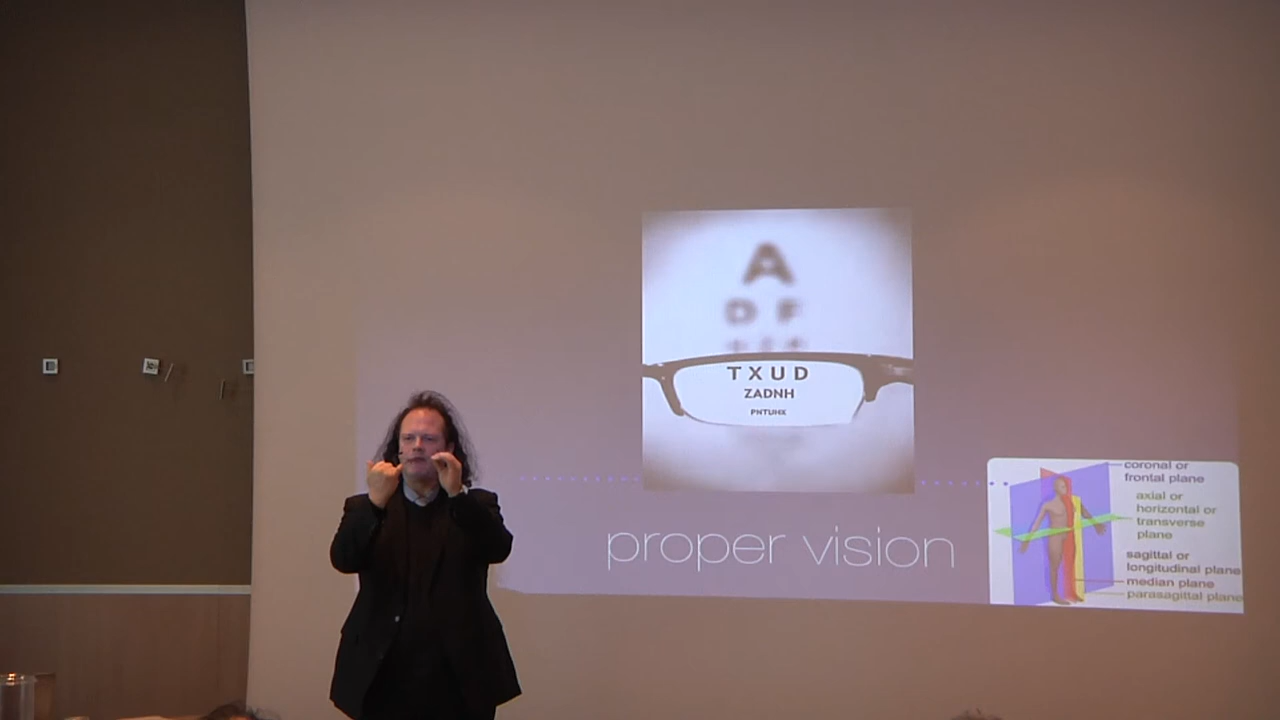 A
D F
T X U D
ZADNH
PNTUHX
proper vision
coronal or
frontal plane
axial or
horizontal or
transverse
plane
sagittal or
longitudinal plane
median plane
parasagittal plane